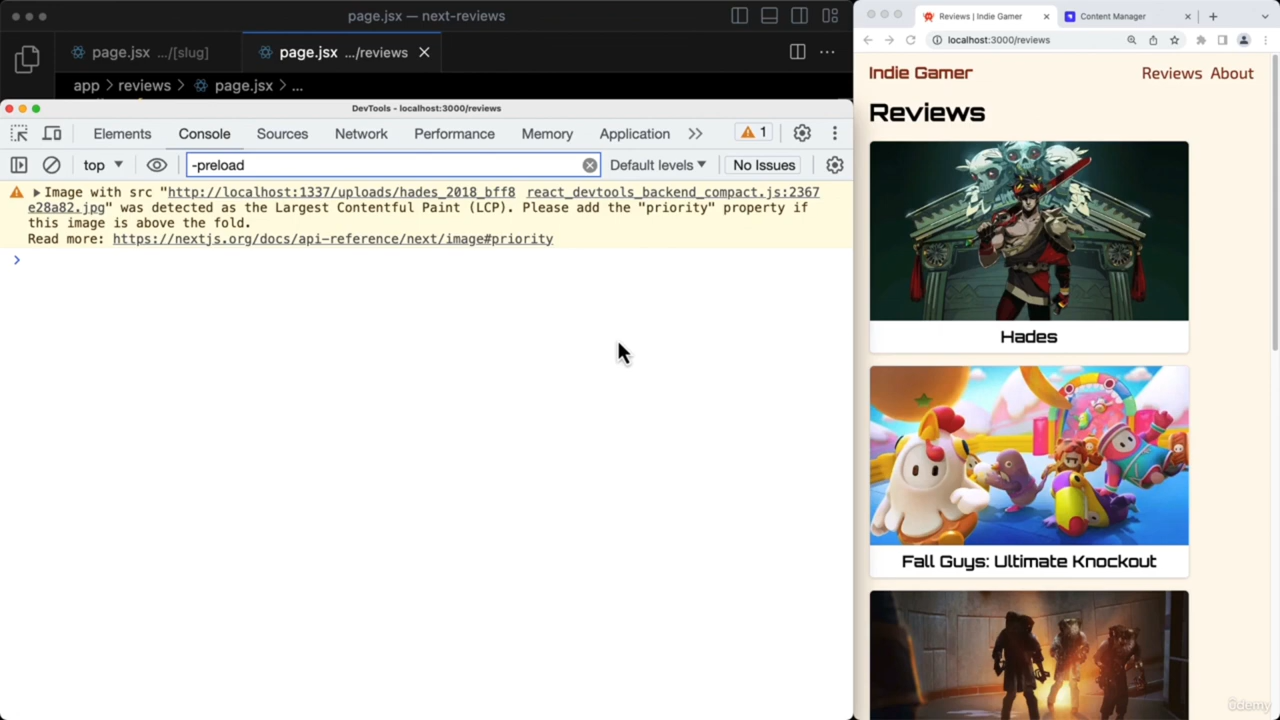 page.jsx — next-reviews
page.jsx .../[slug]
page.jsx .../reviews
app > reviews > page.jsx > ...
DevTools - localhost:3000/reviews
Elements Console Sources Network Performance Memory Application 1
top -preload Default levels No Issues
Image with src "http://localhost:1337/uploads/hades_2018_bff8 react_devtools_backend_compact.js:2367
e28a82.jpg" was detected as the Largest Contentful Paint (LCP). Please add the "priority" property if
this image is above the fold.
Read more: https://nextjs.org/docs/api-reference/next/image#priority
Reviews | Indie Gamer
Content Manager
localhost:3000/reviews
Indie Gamer
Reviews About
Reviews
Hades
Fall Guys: Ultimate Knockout
ûdemy